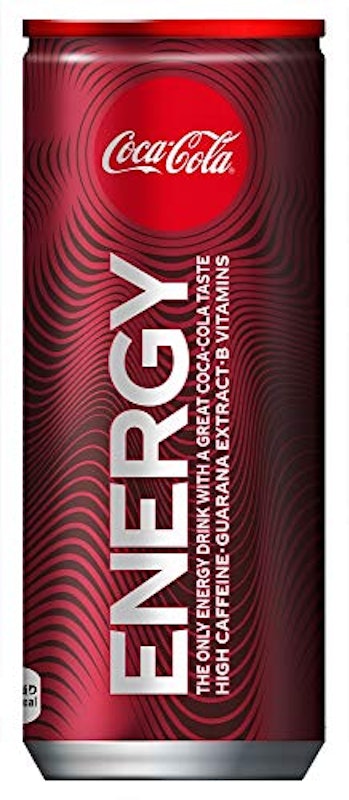 Coca-Cola
ENERGY
THE ONLY ENERGY DRINK WITH A GREAT COCA-COLA TASTE
HIGH CAFFEINE·GUARANA EXTRACT·B VITAMINS